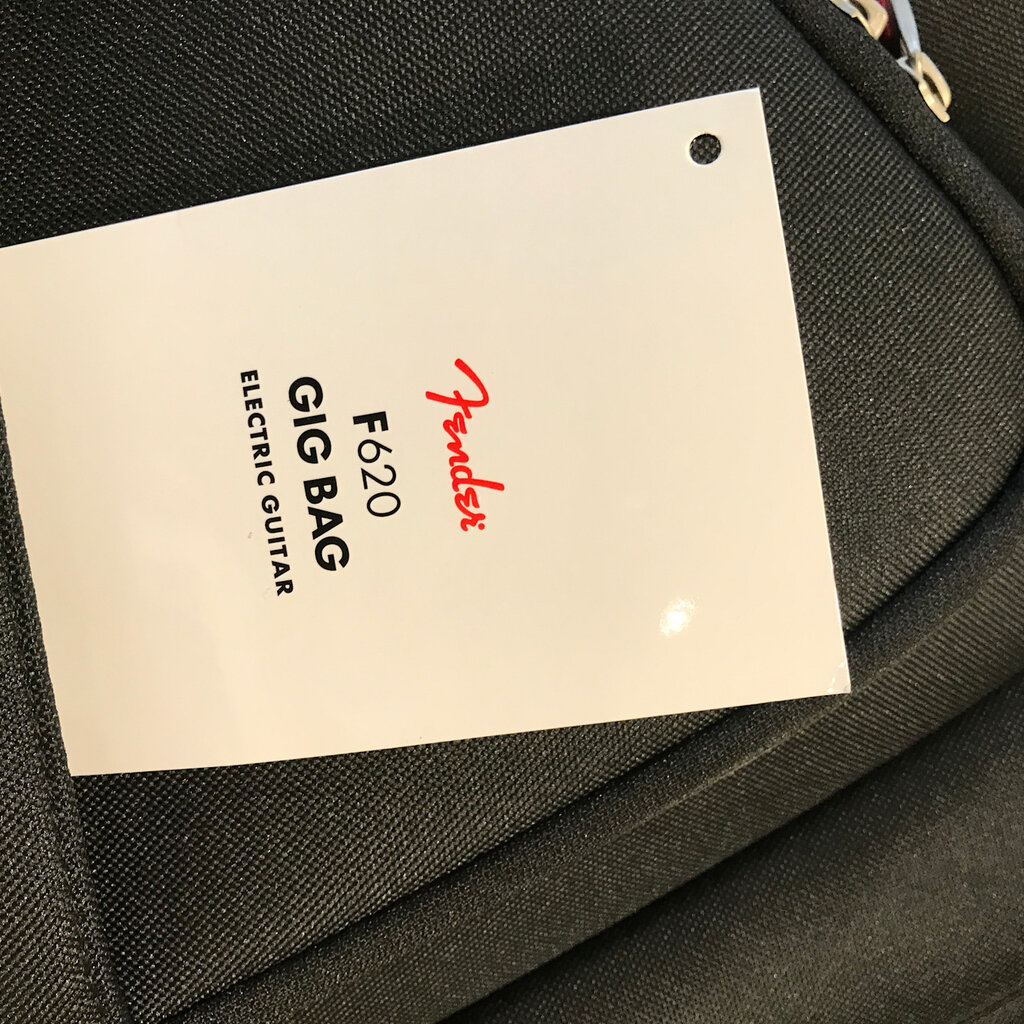 Fender
F620
GIG BAG
ELECTRIC GUITAR